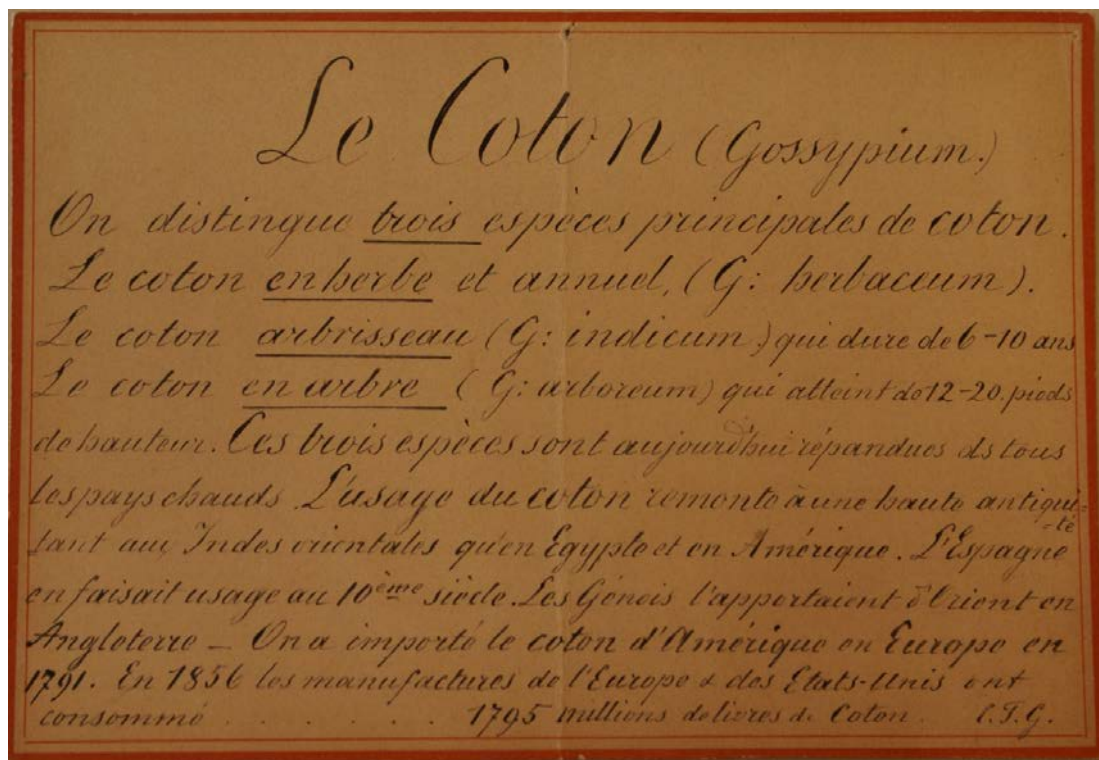 Le Coton (Gossypium.)
On distingue trois espèces principales de coton.
Le coton en herbe et annuel, (G: herbaceum).
Le coton arbrisseau (G: indicum) qui dure de 6-10 ans
Le coton en arbre (G: arboreum) qui atteint de 12-20. pieds
de hauteur. Ces trois espèces sont aujourd'hui répandues ds tous
les pays chauds. L'usage du coton remonte à une haute antiqui=
=té
tant aux Indes orientales qu'en Egypte et en Amérique. L'Espagne
en faisait usage au 10ème siècle. Les Génois l'apportaient d'Orient en
Angleterre – On a importé le coton d'Amérique en Europe en
1791. En 1856 les manufactures de l'Europe & des Etats-Unis ont
consommé . . . . . . . 1795 millions de livres de Coton. C.F.G.